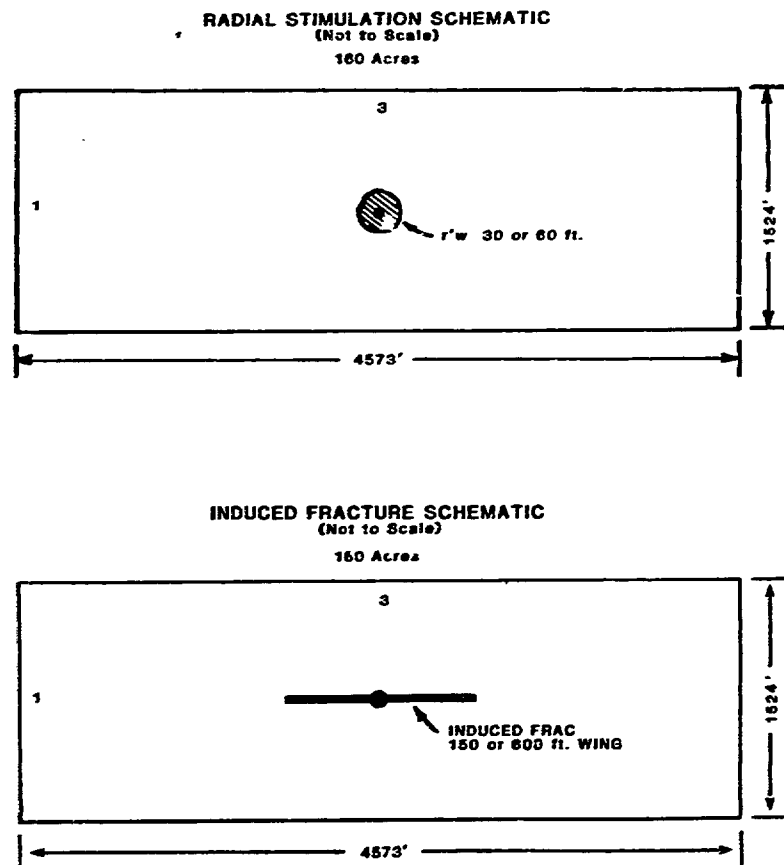 RADIAL STIMULATION SCHEMATIC
(Not to Scale)
160 Acres
3
1
r'w 30 or 60 ft.
1524'
4573'
INDUCED FRACTURE SCHEMATIC
(Not to Scale)
160 Acres
3
1
INDUCED FRAC
150 or 600 ft. WING
1524'
4573'